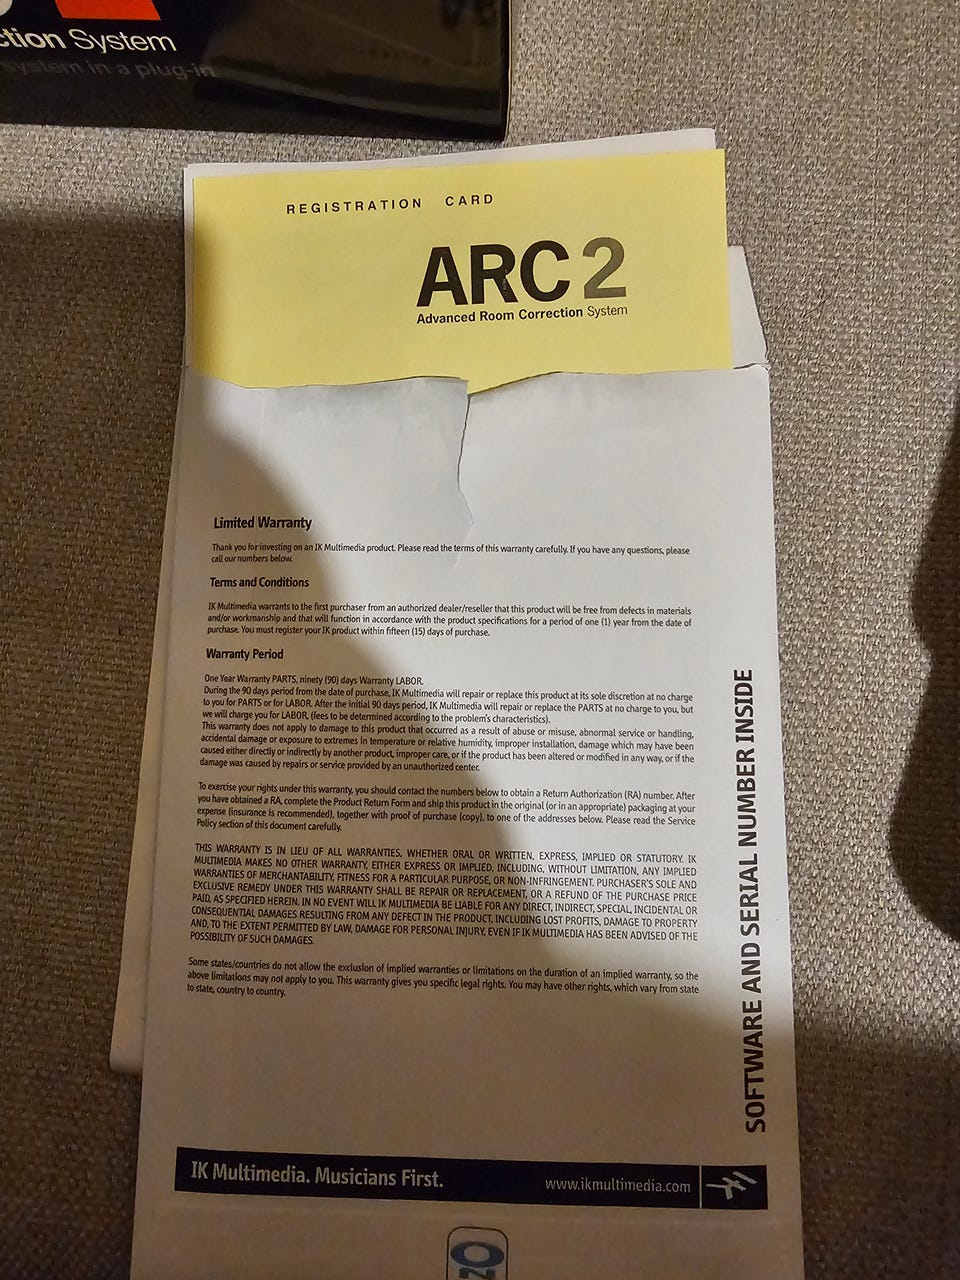 ction System
system in a plug-in
REGISTRATION CARD
ARC 2
Advanced Room Correction System
Limited Warranty
Thank you for investing on an IK Multimedia product. Please read the terms of this warranty carefully. If you have any questions, please
call our numbers below.
Terms and Conditions
IK Multimedia warrants to the first purchaser from an authorized dealer/reseller that this product will be free from defects in materials
and/or workmanship and that will function in accordance with the product specifications for a period of one (1) year from the date of
purchase. You must register your IK product within fifteen (15) days of purchase.
Warranty Period
One Year Warranty PARTS, ninety (90) days Warranty LABOR.
During the 90 days period from the date of purchase, IK Multimedia will repair or replace this product at its sole discretion at no charge
to you for PARTS or for LABOR. After the initial 90 days period, IK Multimedia will repair or replace the PARTS at no charge to you, but
we will charge you for LABOR, (fees to be determined according to the problem's characteristics).
This warranty does not apply to damage to this product that occurred as a result of abuse or misuse, abnormal service or handling,
accidental damage or exposure to extremes in temperature or relative humidity, improper installation, damage which may have been
caused either directly or indirectly by another product, improper care, or if the product has been altered or modified in any way, or if the
damage was caused by repairs or service provided by an unauthorized center.
To exercise your rights under this warranty, you should contact the numbers below to obtain a Return Authorization (RA) number. After
you have obtained a RA, complete the Product Return Form and ship this product in the original (or in an appropriate) packaging at your
expense (insurance is recommended), together with proof of purchase (copy), to one of the addresses below. Please read the Service
Policy section of this document carefully.
THIS WARRANTY IS IN LIEU OF ALL WARRANTIES, WHETHER ORAL OR WRITTEN, EXPRESS, IMPLIED OR STATUTORY. IK
MULTIMEDIA MAKES NO OTHER WARRANTY, EITHER EXPRESS OR IMPLIED, INCLUDING, WITHOUT LIMITATION, ANY IMPLIED
WARRANTIES OF MERCHANTABILITY, FITNESS FOR A PARTICULAR PURPOSE, OR NON-INFRINGEMENT. PURCHASER'S SOLE AND
EXCLUSIVE REMEDY UNDER THIS WARRANTY SHALL BE REPAIR OR REPLACEMENT, OR A REFUND OF THE PURCHASE PRICE
PAID, AS SPECIFIED HEREIN. IN NO EVENT WILL IK MULTIMEDIA BE LIABLE FOR ANY DIRECT, INDIRECT, SPECIAL, INCIDENTAL OR
CONSEQUENTIAL DAMAGES RESULTING FROM ANY DEFECT IN THE PRODUCT, INCLUDING LOST PROFITS, DAMAGE TO PROPERTY
AND, TO THE EXTENT PERMITTED BY LAW, DAMAGE FOR PERSONAL INJURY, EVEN IF IK MULTIMEDIA HAS BEEN ADVISED OF THE
POSSIBILITY OF SUCH DAMAGES.
Some states/countries do not allow the exclusion of implied warranties or limitations on the duration of an implied warranty, so the
above limitations may not apply to you. This warranty gives you specific legal rights. You may have other rights, which vary from state
to state, country to country.
SOFTWARE AND SERIAL NUMBER INSIDE
IK Multimedia. Musicians First.
www.ikmultimedia.com